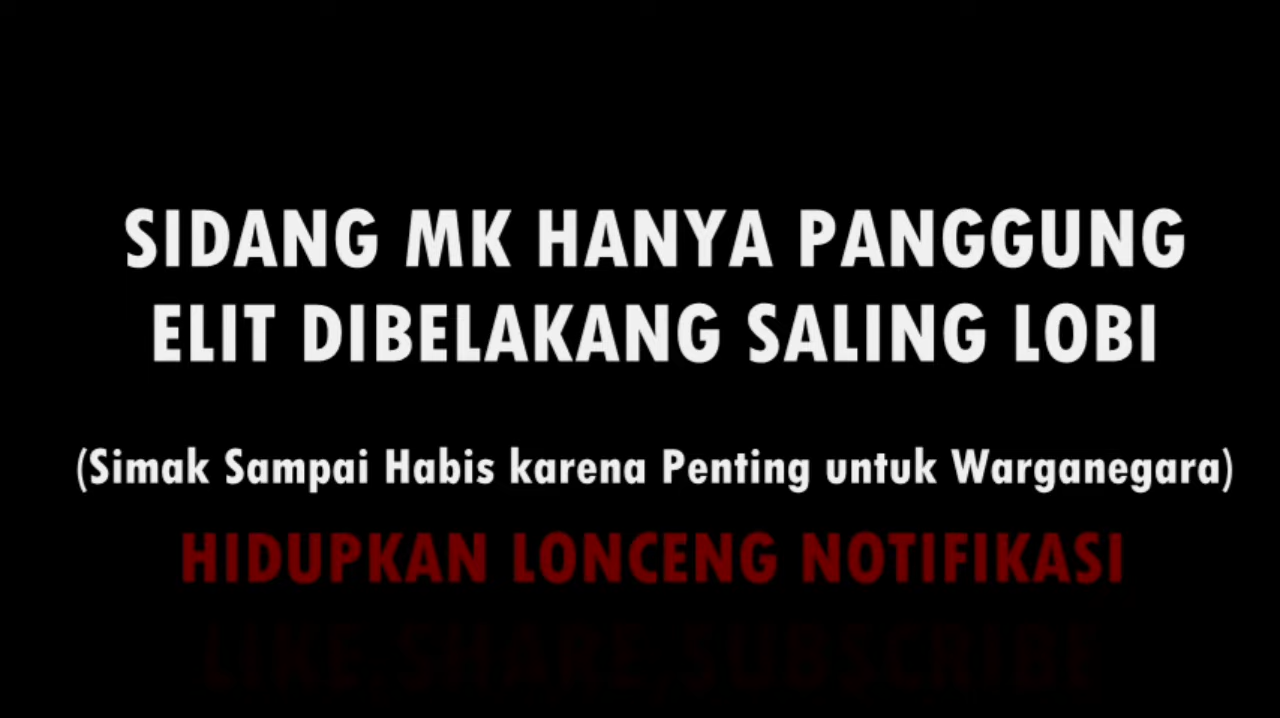 SIDANG MK HANYA PANGGUNG
ELIT DIBELAKANG SALING LOBI
(Simak Sampai Habis karena Penting untuk Warganegara)
HIDUPKAN LONCENG NOTIFIKASI
LIKE,SHARE,SUBSCRIBE